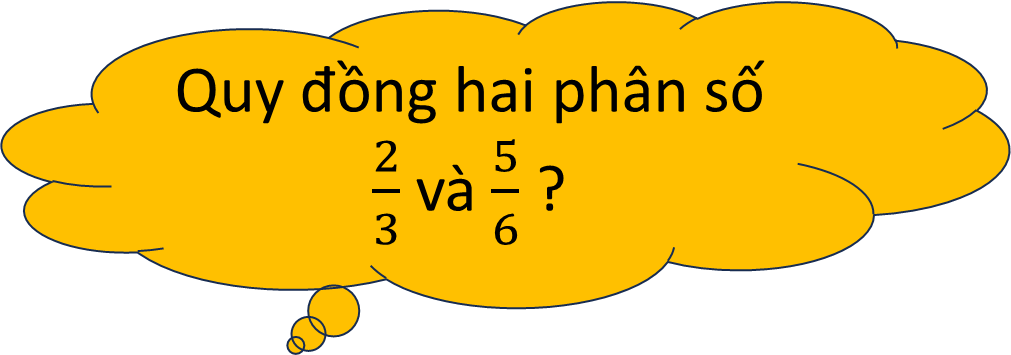 Quy đồng hai phân số
2/3 và 5/6 ?